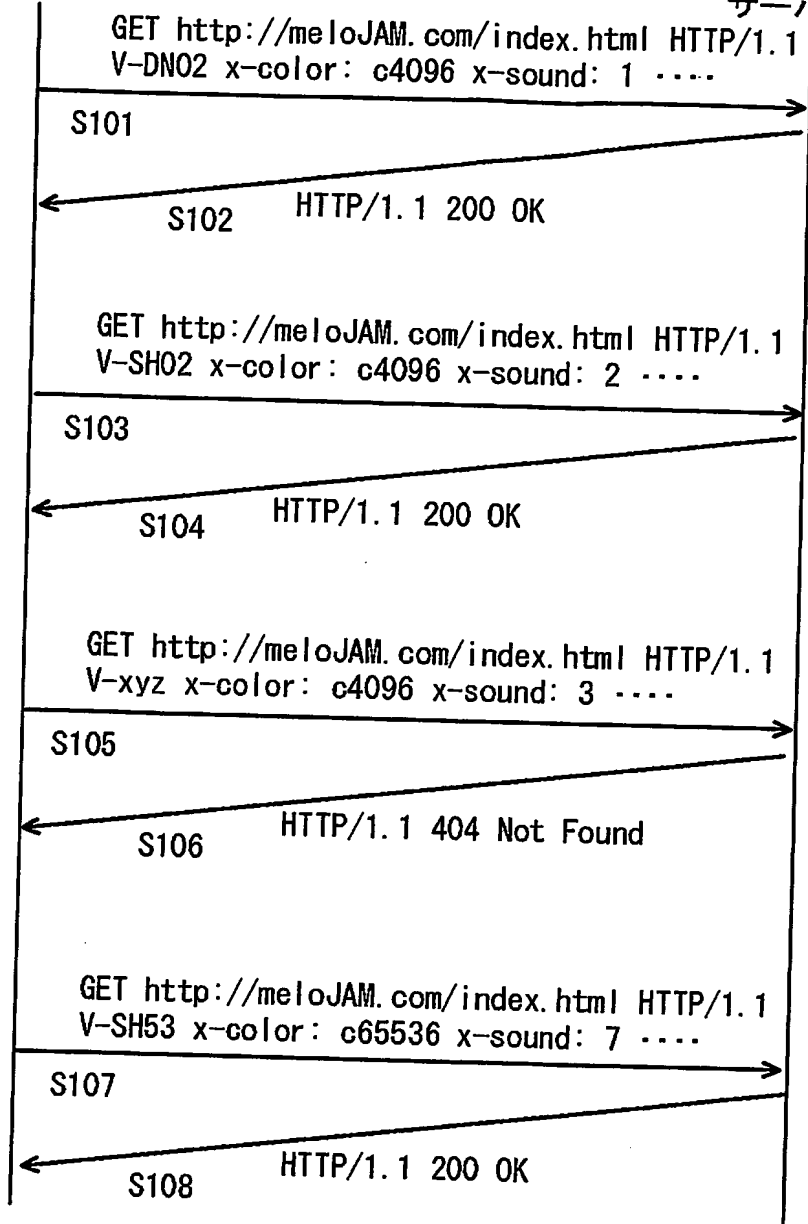 GET http://meloJAM.com/index.html HTTP/1.1
V-DN02 x-color: c4096 x-sound: 1 ····
S101
S102 HTTP/1.1 200 OK
GET http://meloJAM.com/index.html HTTP/1.1
V-SH02 x-color: c4096 x-sound: 2 ····
S103
S104 HTTP/1.1 200 OK
GET http://meloJAM.com/index.html HTTP/1.1
V-xyz x-color: c4096 x-sound: 3 ····
S105
S106 HTTP/1.1 404 Not Found
GET http://meloJAM.com/index.html HTTP/1.1
V-SH53 x-color: c65536 x-sound: 7 ····
S107
S108 HTTP/1.1 200 OK